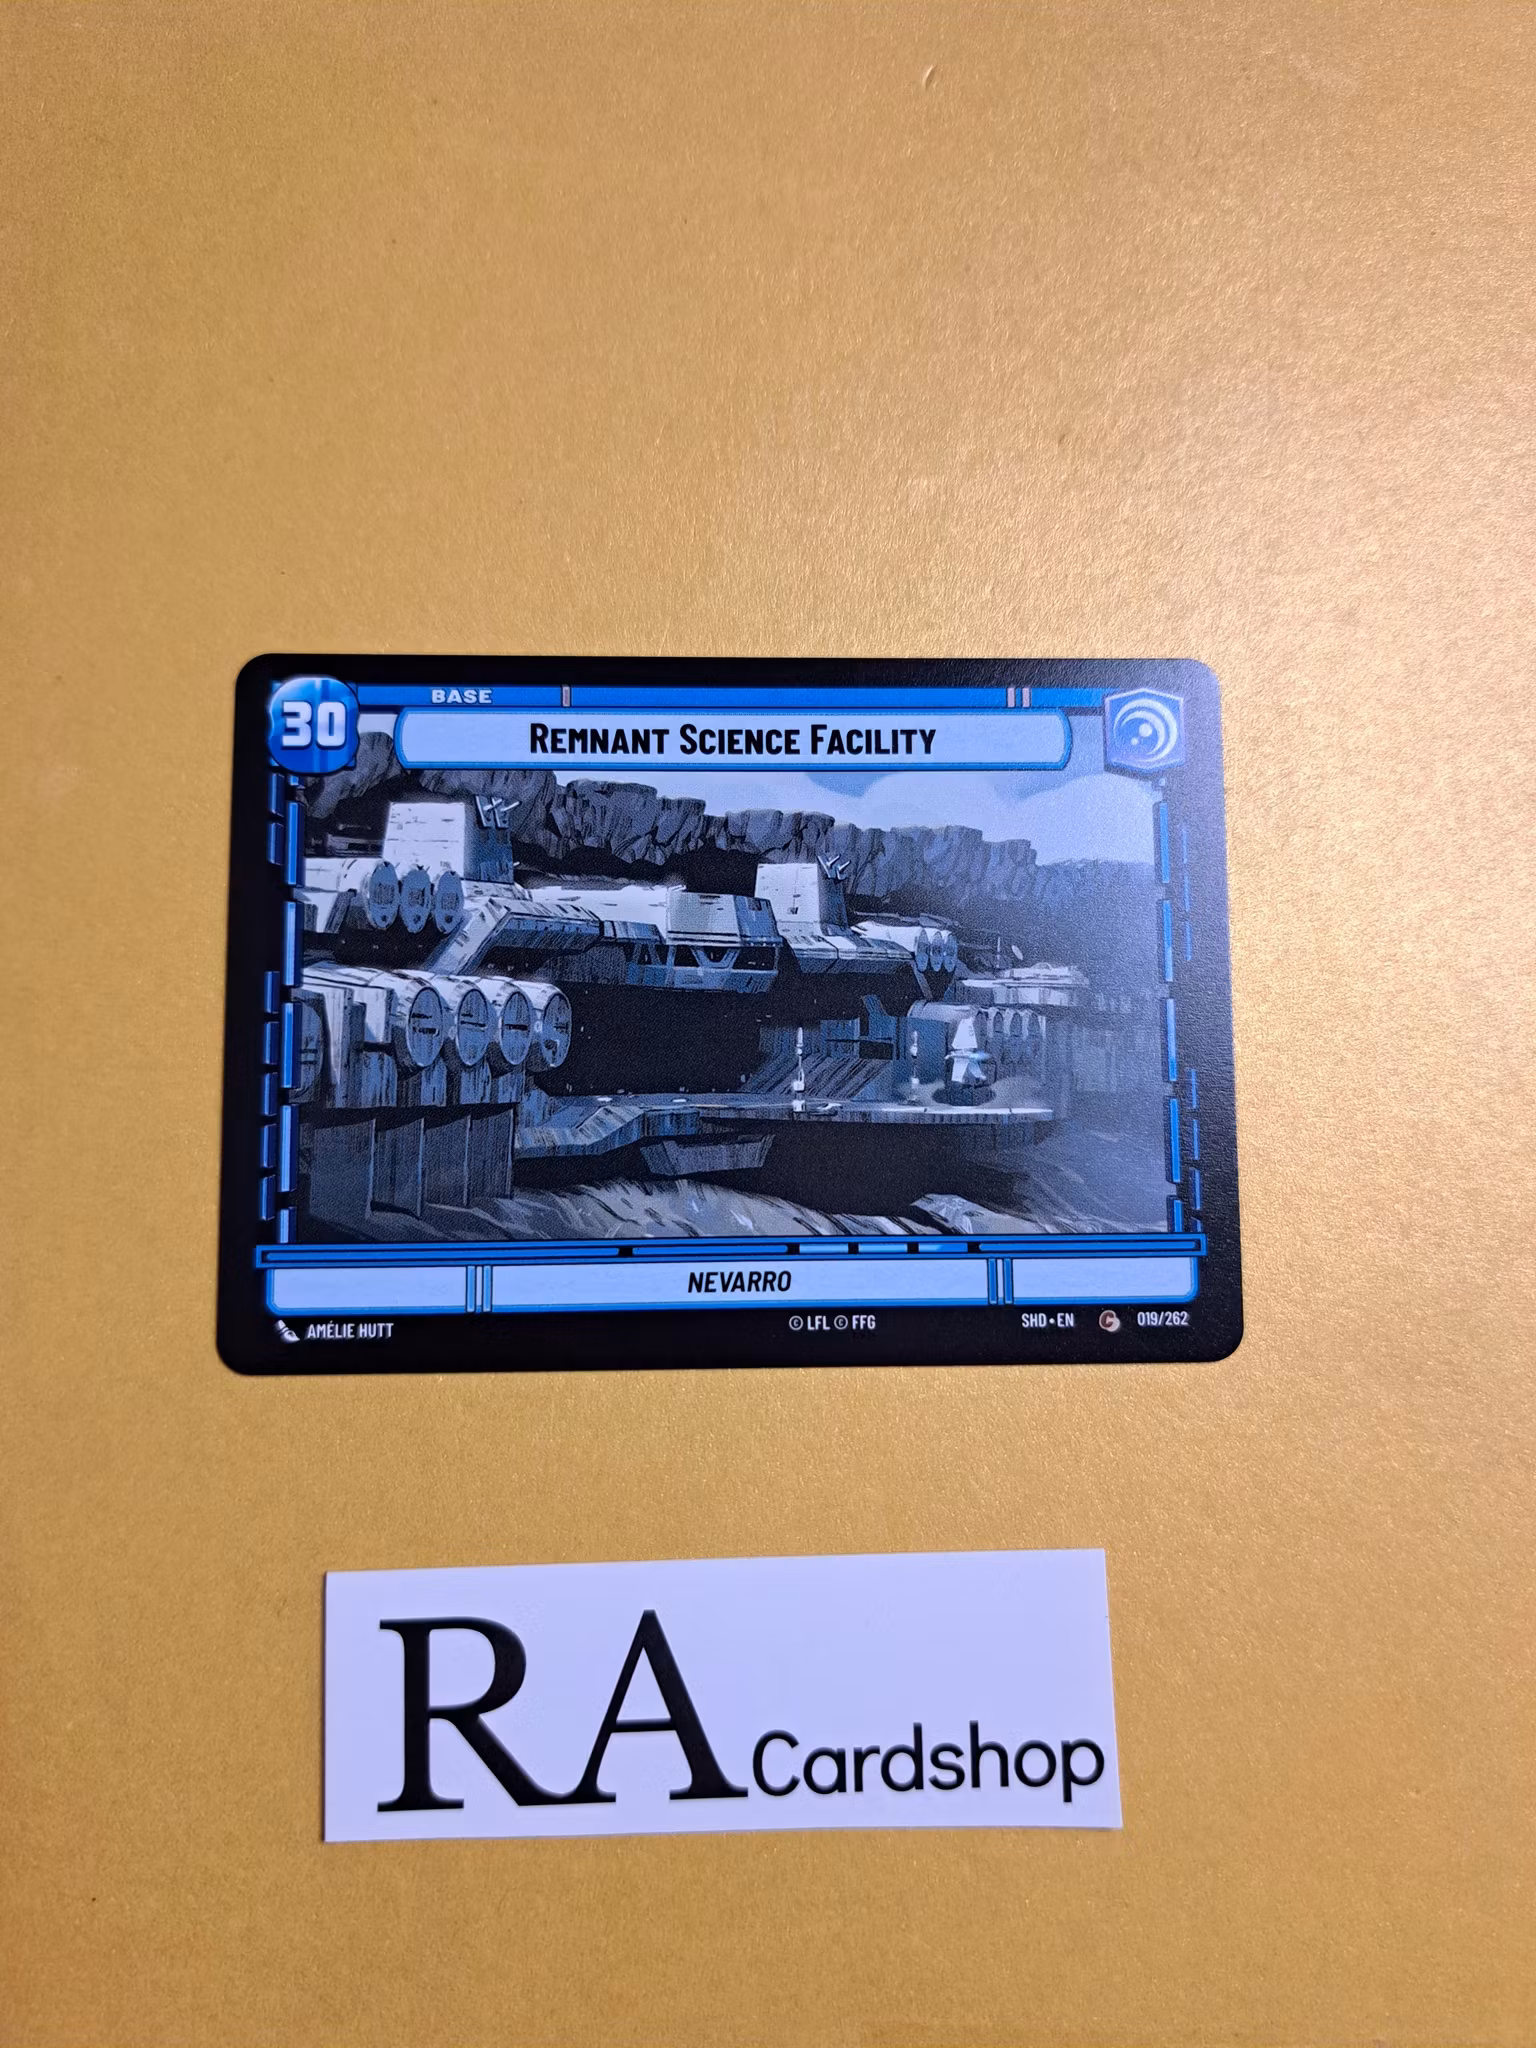 BASE
30
REMNANT SCIENCE FACILITY
NEVARRO
AMÉLIE HUTT
© LFL © FFG
SHD • EN C 019/262
RA Cardshop